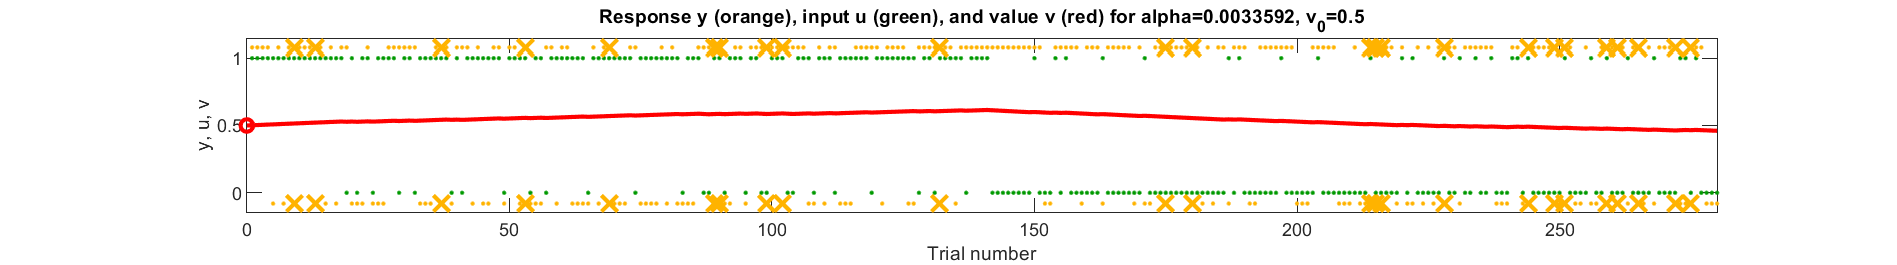 Response y (orange), input u (green), and value v (red) for alpha=0.0033592, v0=0.5
y, u, v
1
0.5
0
0 50 100 150 200 250
Trial number